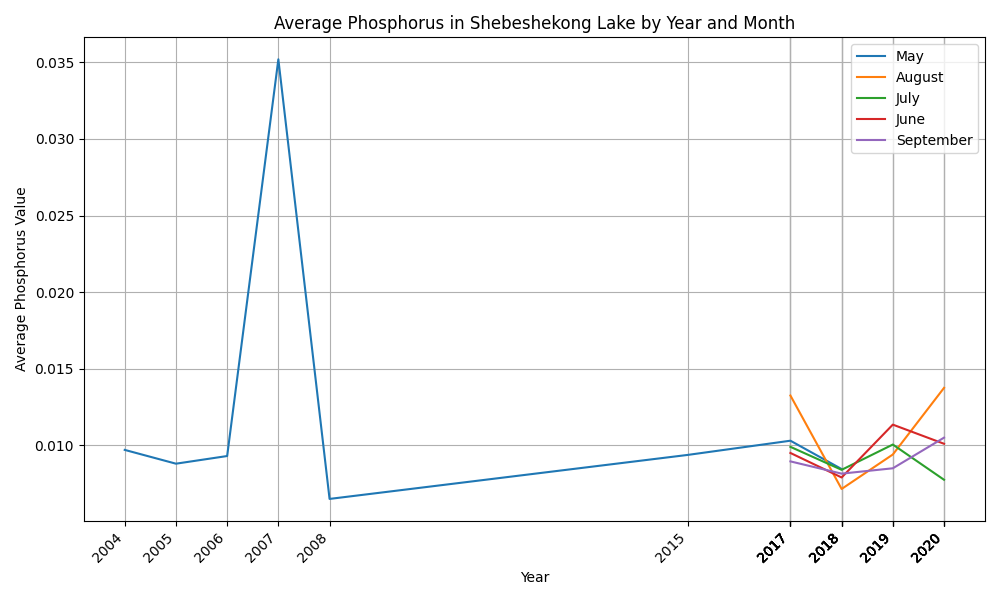 Average Phosphorus in Shebeshekong Lake by Year and Month
May
August
July
June
September
0.035
0.030
0.025
0.020
0.015
0.010
Average Phosphorus Value
2004
2005
2006
2007
2008
2015
2017
2018
2019
2020
Year